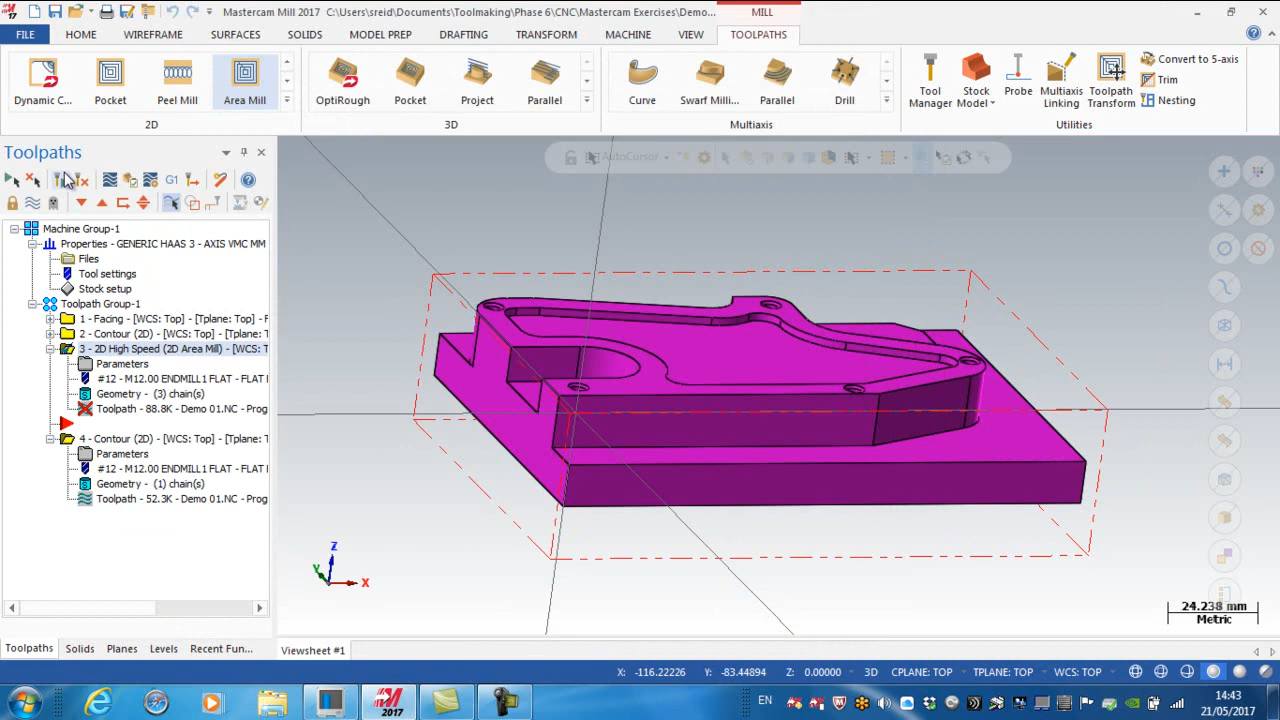 Mastercam Mill 2017 C:\Users\sreid\Documents\Toolmaking\Phase 6\CNC\Mastercam Exercises\Demo...
MILL
FILE HOME WIREFRAME SURFACES SOLIDS MODEL PREP DRAFTING TRANSFORM MACHINE VIEW TOOLPATHS
Dynamic C... Pocket Peel Mill Area Mill
OptiRough Pocket Project Parallel
Curve Swarf Milli... Parallel Drill
Tool Manager Stock Model Probe Multiaxis Linking Toolpath Transform
Convert to 5-axis
Trim
Nesting
2D 3D Multiaxis Utilities
Toolpaths
AutoCursor
G1
Machine Group-1
Properties - GENERIC HAAS 3 - AXIS VMC MM
Files
Tool settings
Stock setup
Toolpath Group-1
1 - Facing - [WCS: Top] - [Tplane: Top] - F
2 - Contour (2D) - [WCS: Top] - [Tplane: T
3 - 2D High Speed (2D Area Mill) - [WCS: T
Parameters
#12 - M12.00 ENDMILL1 FLAT - FLAT
Geometry - (3) chain(s)
Toolpath - 88.8K - Demo 01.NC - Prog
4 - Contour (2D) - [WCS: Top] - [Tplane: T
Parameters
#12 - M12.00 ENDMILL1 FLAT - FLAT
Geometry - (1) chain(s)
Toolpath - 52.3K - Demo 01.NC - Prog
Z
Y
X
24.238 mm
Metric
Toolpaths Solids Planes Levels Recent Fun...
Viewsheet #1
X: -116.22226 Y: -83.44894 Z: 0.00000 3D CPLANE: TOP TPLANE: TOP WCS: TOP
2017
EN
14:43
21/05/2017